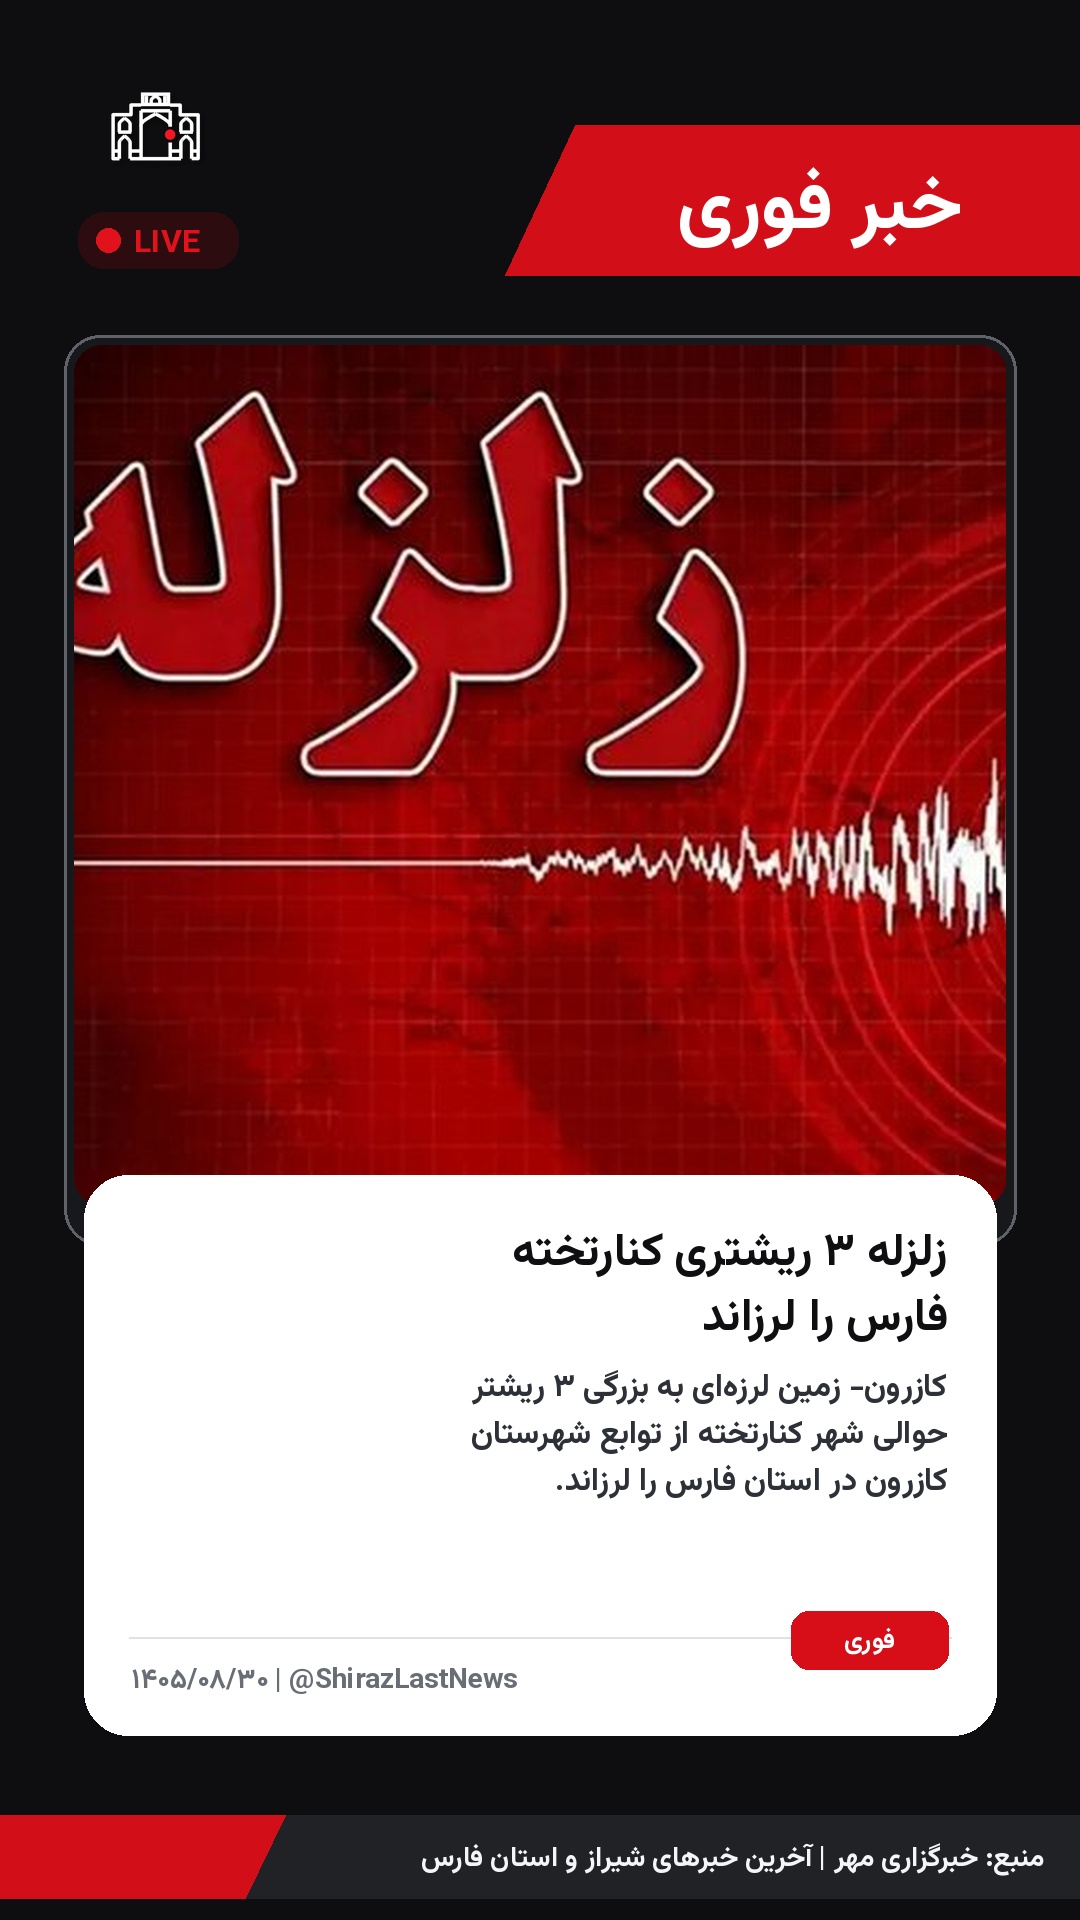 خبر فوری
LIVE
زلزله
زلزله ۳ ریشتری کنارتخته
فارس را لرزاند
کازرون- زمین لرزه‌ای به بزرگی ۳ ریشتر
حوالی شهر کنارتخته از توابع شهرستان
کازرون در استان فارس را لرزاند.
فوری
۱۴۰۵/۰۸/۳۰ | @ShirazLastNews
منبع: خبرگزاری مهر | آخرین خبرهای شیراز و استان فارس